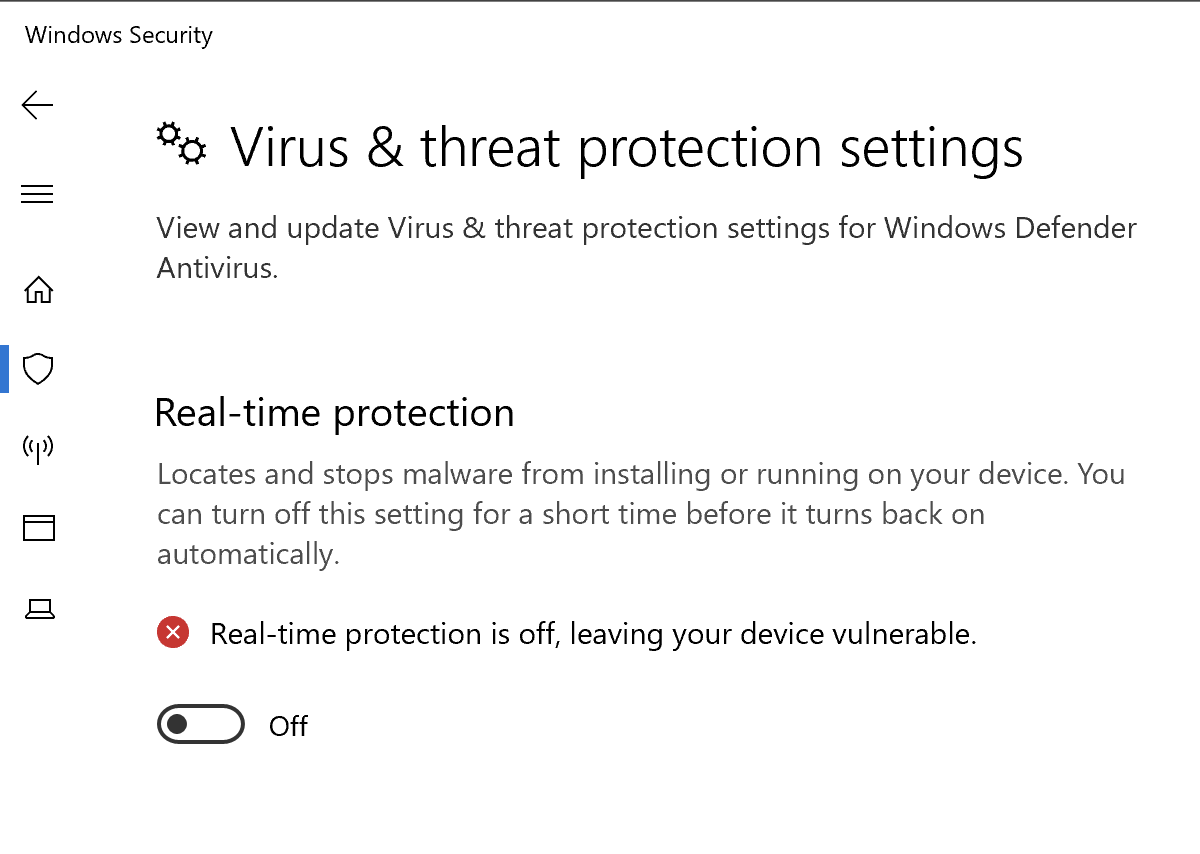 Windows Security
Virus & threat protection settings
View and update Virus & threat protection settings for Windows Defender
Antivirus.
Real-time protection
Locates and stops malware from installing or running on your device. You
can turn off this setting for a short time before it turns back on
automatically.
Real-time protection is off, leaving your device vulnerable.
Off